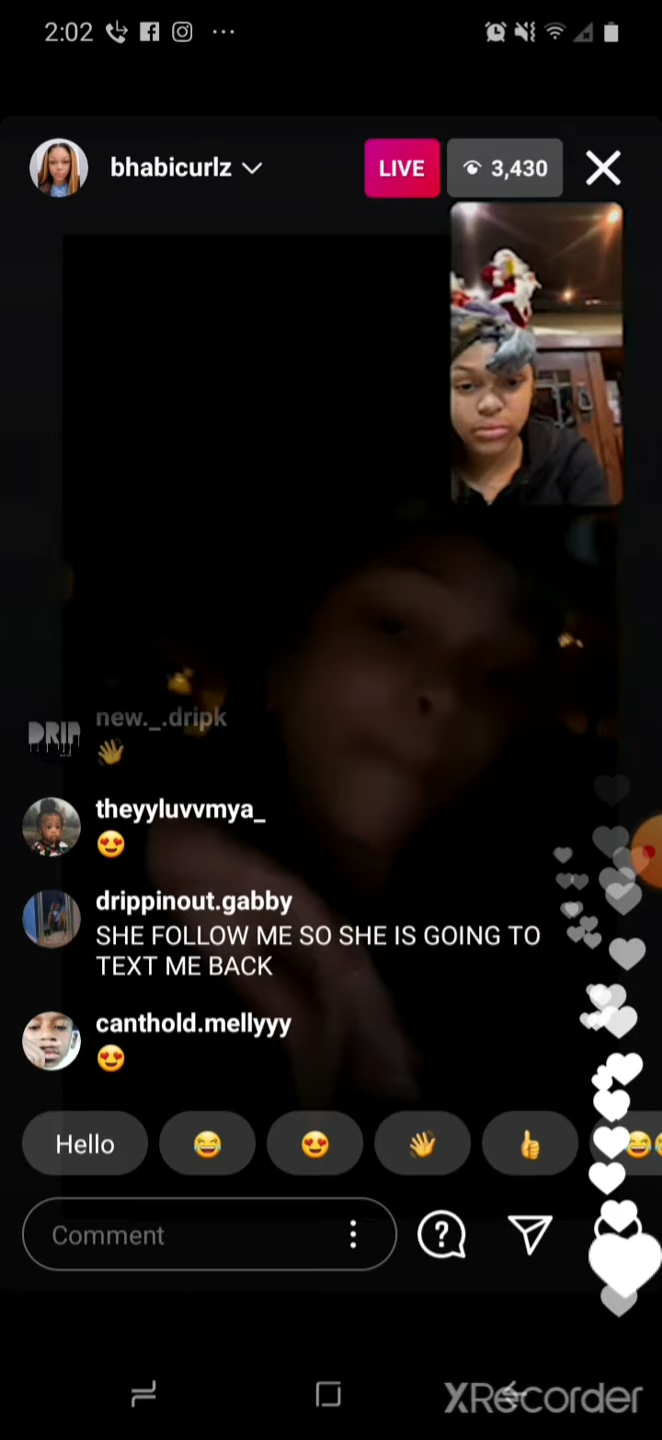 2:02
bhabicurlz
LIVE
3,430
DRIP
new._.dripk
👋
theyyluvvmya_
😍
drippinout.gabby
SHE FOLLOW ME SO SHE IS GOING TO
TEXT ME BACK
canthold.mellyyy
😍
Hello 😂 😍 👋 👍 😂
Comment
XRecorder